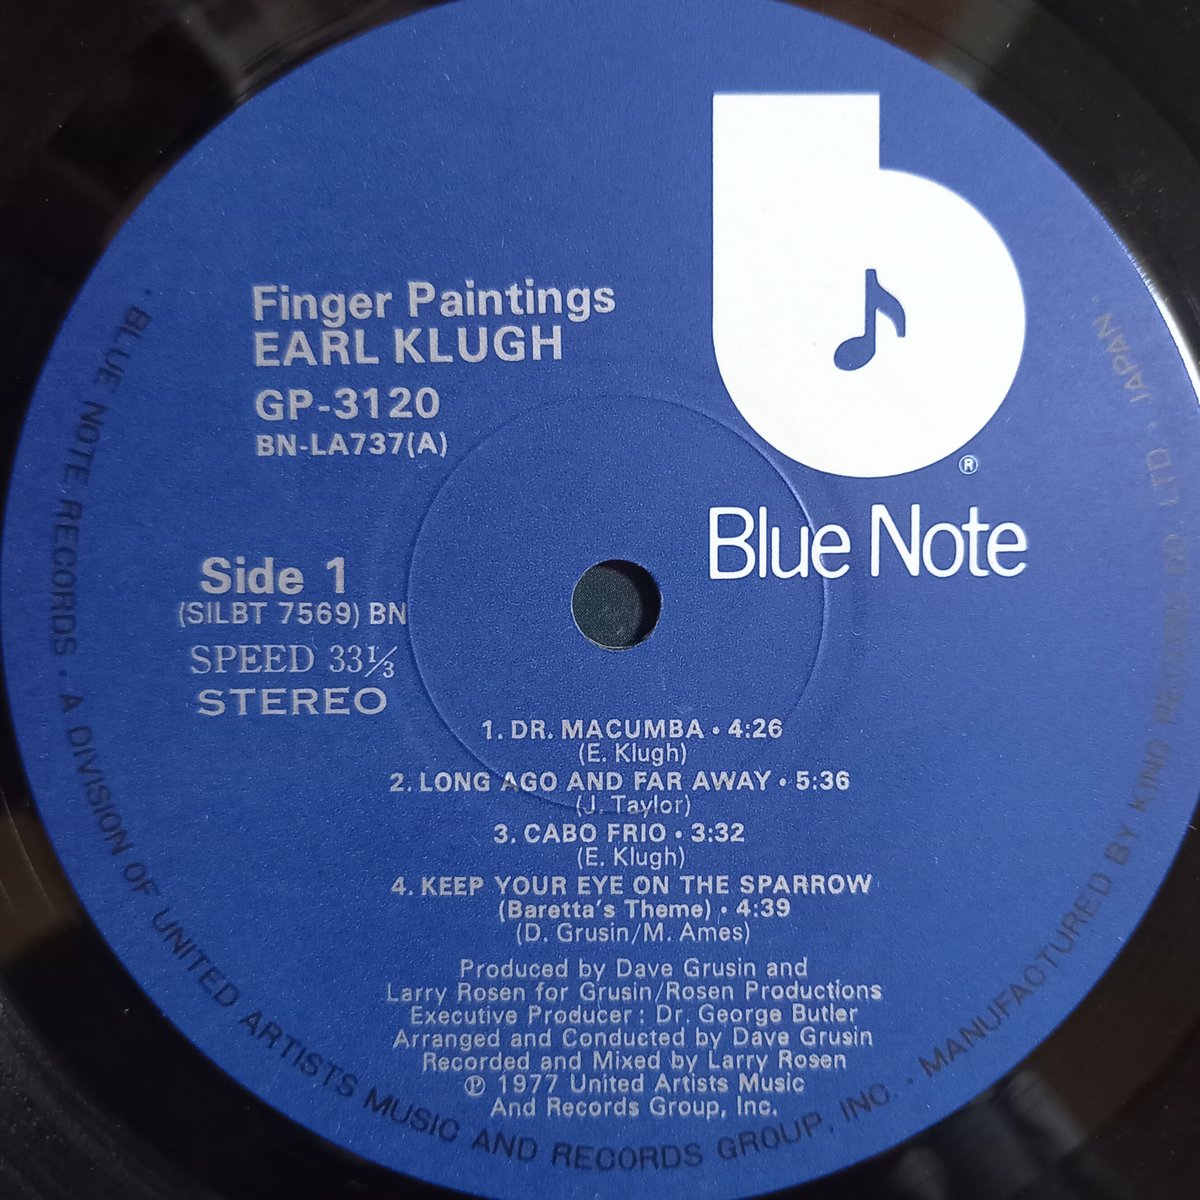 Finger Paintings
EARL KLUGH
GP-3120
BN-LA737(A)
®
Blue Note
Side 1
(SILBT 7569) BN
SPEED 33⅓
STEREO
1. DR. MACUMBA • 4:26
(E. Klugh)
2. LONG AGO AND FAR AWAY • 5:36
(J. Taylor)
3. CABO FRIO • 3:32
(E. Klugh)
4. KEEP YOUR EYE ON THE SPARROW
(Baretta's Theme) • 4:39
(D. Grusin/M. Ames)
Produced by Dave Grusin and
Larry Rosen for Grusin/Rosen Productions
Executive Producer : Dr. George Butler
Arranged and Conducted by Dave Grusin
Recorded and Mixed by Larry Rosen
℗ 1977 United Artists Music
And Records Group, Inc.
• BLUE NOTE RECORDS • A DIVISION OF UNITED ARTISTS MUSIC AND RECORDS GROUP, INC. • MANUFACTURED BY KING LTD • JAPAN